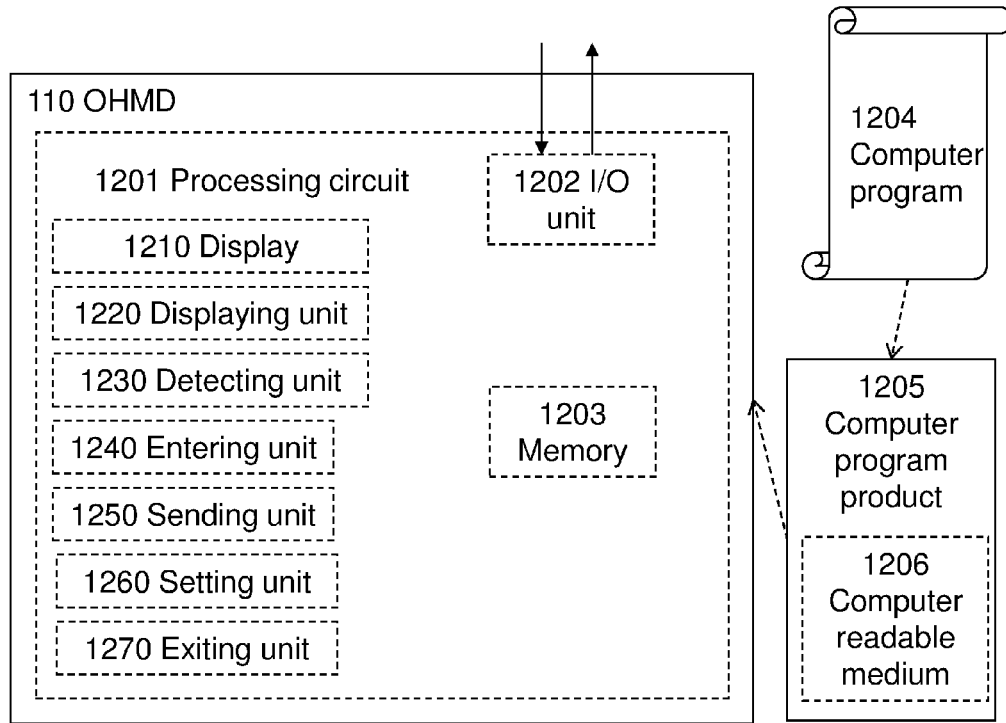 110 OHMD
1201 Processing circuit
1202 I/O
unit
1210 Display
1220 Displaying unit
1230 Detecting unit
1240 Entering unit
1250 Sending unit
1260 Setting unit
1270 Exiting unit
1203
Memory
1204
Computer
program
1205
Computer
program
product
1206
Computer
readable
medium